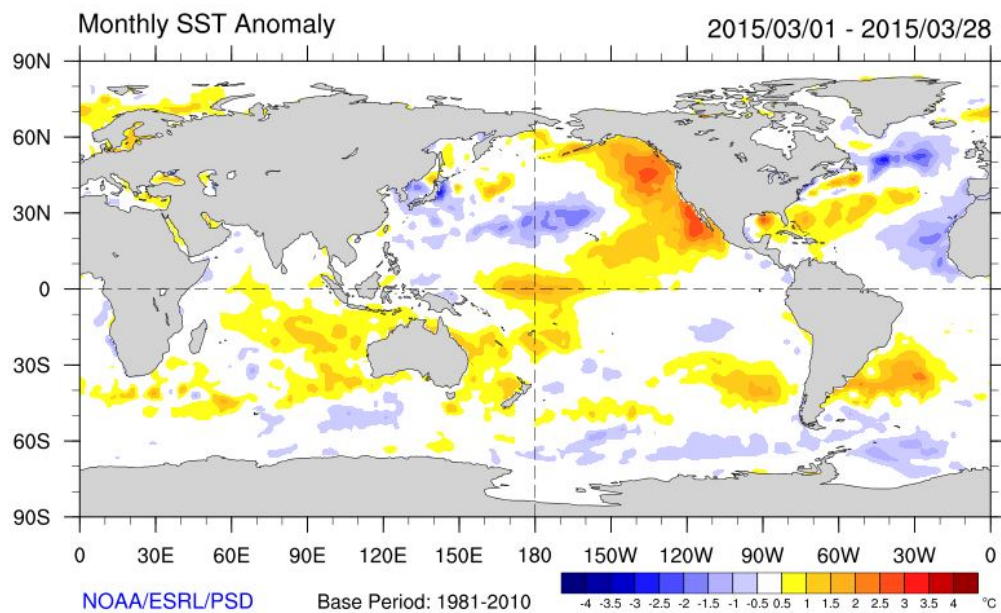 Monthly SST Anomaly 2015/03/01 - 2015/03/28
90N
60N
30N
0
30S
60S
90S
0 30E 60E 90E 120E 150E 180 150W 120W 90W 60W 30W 0
NOAA/ESRL/PSD Base Period: 1981-2010
-4 -3 -2.5 -2 -1.5 -1 -0.5 0.5 1 1.5 2 2.5 3 3.5 4 °C